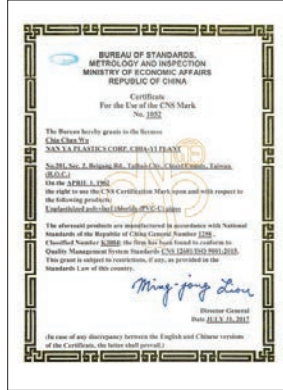 BUREAU OF STANDARDS,
METROLOGY AND INSPECTION
MINISTRY OF ECONOMIC AFFAIRS
REPUBLIC OF CHINA
Certificate
For the Use of the CNS Mark
No. 1052
The Bureau hereby grants to the licensee
Chia Chau Wu
NAN YA PLASTICS CORP. CHIA-YI PLANT
No.201, Sec. 2, Beigang Rd., Taibao City, Chiayi County, Taiwan
(R.O.C.)
On the APRIL 1, 1962
the right to use the CNS Certification Mark upon and with respect to
the following products:
Unplasticized polyvinyl chloride (PVC-U) pipes
The aforesaid products are manufactured in accordance with National
Standards of the Republic of China General Number 1298,
Classified Number K3004; the firm has been found to conform to
Quality Management System Standards CNS 12681/ISO 9001:2015.
This grant is subject to restrictions, if any, as provided in the
Standards Law of this country.
Ming-jong Liou
Director General
Date JULY 31, 2017
(In case of any discrepancy between the English and Chinese versions
of the Certificate, the latter shall prevail.)